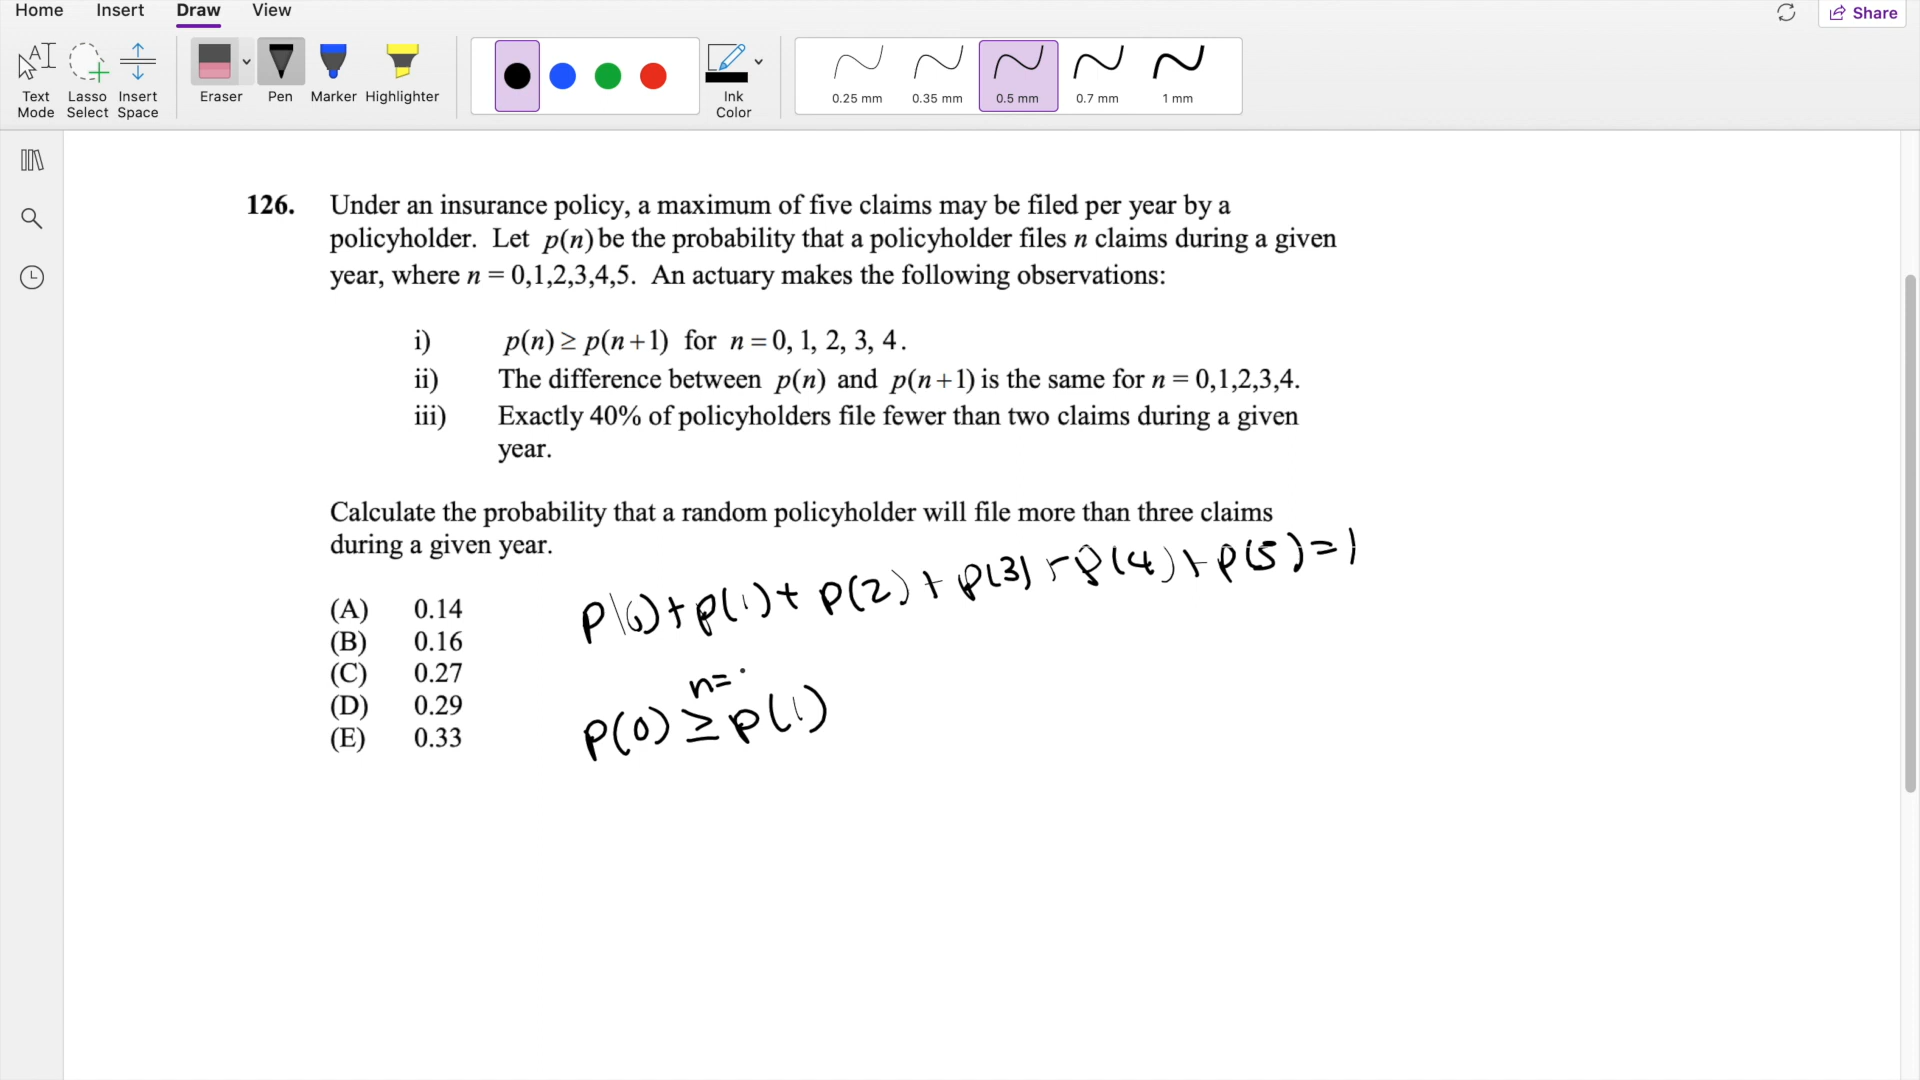 Home Insert Draw View
Share
Text Mode
Lasso Select
Insert Space
Eraser
Pen
Marker
Highlighter
Ink Color
0.25 mm
0.35 mm
0.5 mm
0.7 mm
1 mm
126. Under an insurance policy, a maximum of five claims may be filed per year by a
policyholder. Let p(n) be the probability that a policyholder files n claims during a given
year, where n = 0,1,2,3,4,5. An actuary makes the following observations:
i) p(n) ≥ p(n+1) for n = 0, 1, 2, 3, 4.
ii) The difference between p(n) and p(n+1) is the same for n = 0,1,2,3,4.
iii) Exactly 40% of policyholders file fewer than two claims during a given
year.
Calculate the probability that a random policyholder will file more than three claims
during a given year.
p(0)+p(1)+p(2)+p(3)+p(4)+p(5)=1
(A) 0.14
(B) 0.16
(C) 0.27
(D) 0.29
(E) 0.33
n=
p(0) ≥ p(1)